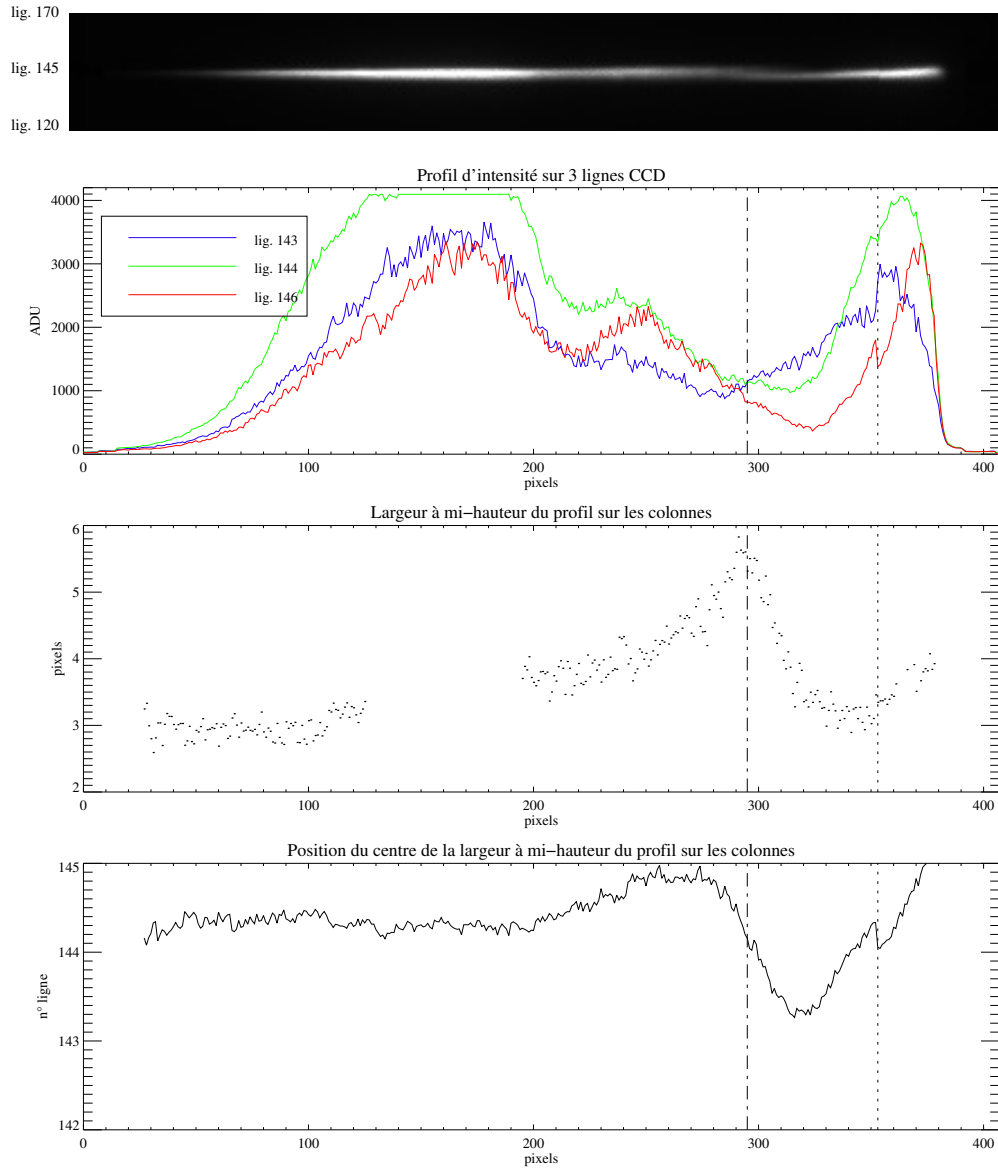 lig. 170
lig. 145
lig. 120
Profil d'intensité sur 3 lignes CCD
4000
3000
2000
1000
0
ADU
lig. 143
lig. 144
lig. 146
0 100 200 300 400
pixels
Largeur à mi−hauteur du profil sur les colonnes
6
5
4
3
2
pixels
0 100 200 300 400
pixels
Position du centre de la largeur à mi−hauteur du profil sur les colonnes
145
144
143
142
n° ligne
0 100 200 300 400
pixels